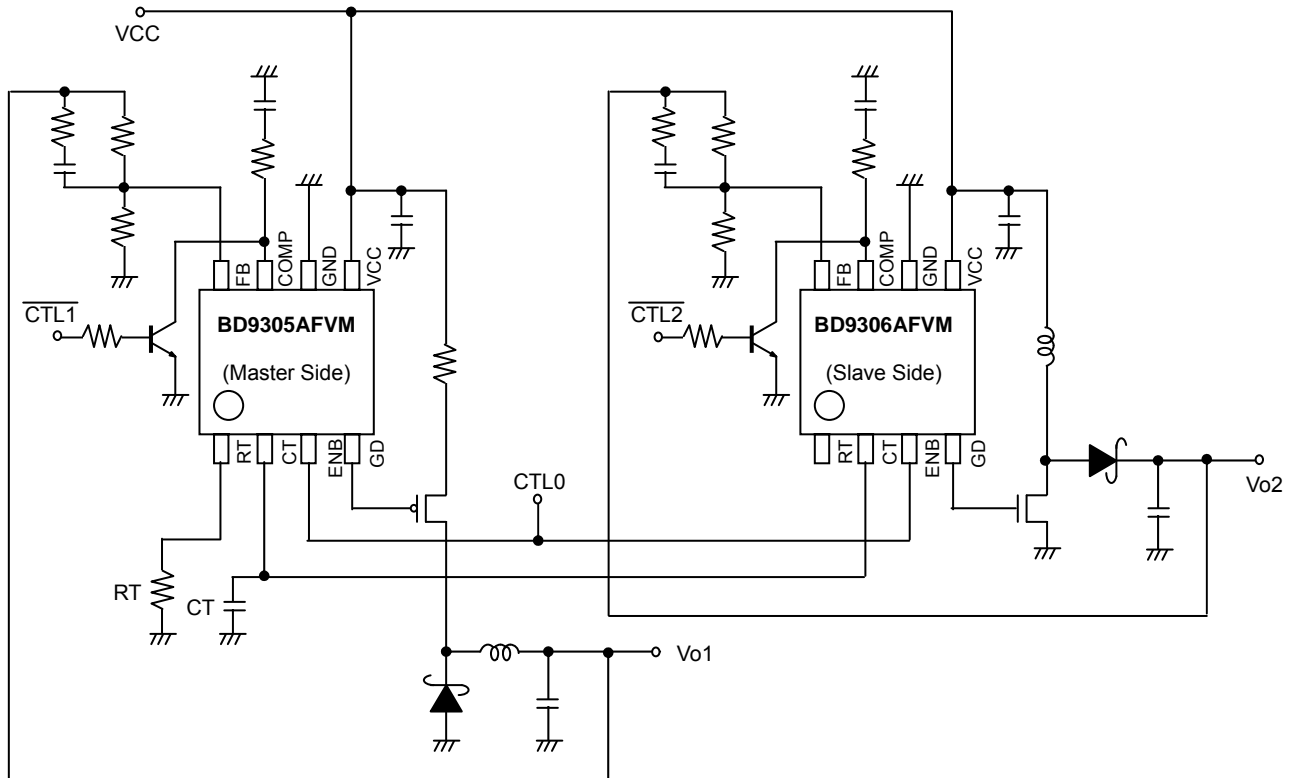 VCC
FB
COMP
GND
VCC
FB
COMP
GND
VCC
CTL1
BD9305AFVM
(Master Side)
CTL2
BD9306AFVM
(Slave Side)
RT
CT
ENB
GD
RT
CT
ENB
GD
CTL0
Vo2
RT
CT
Vo1